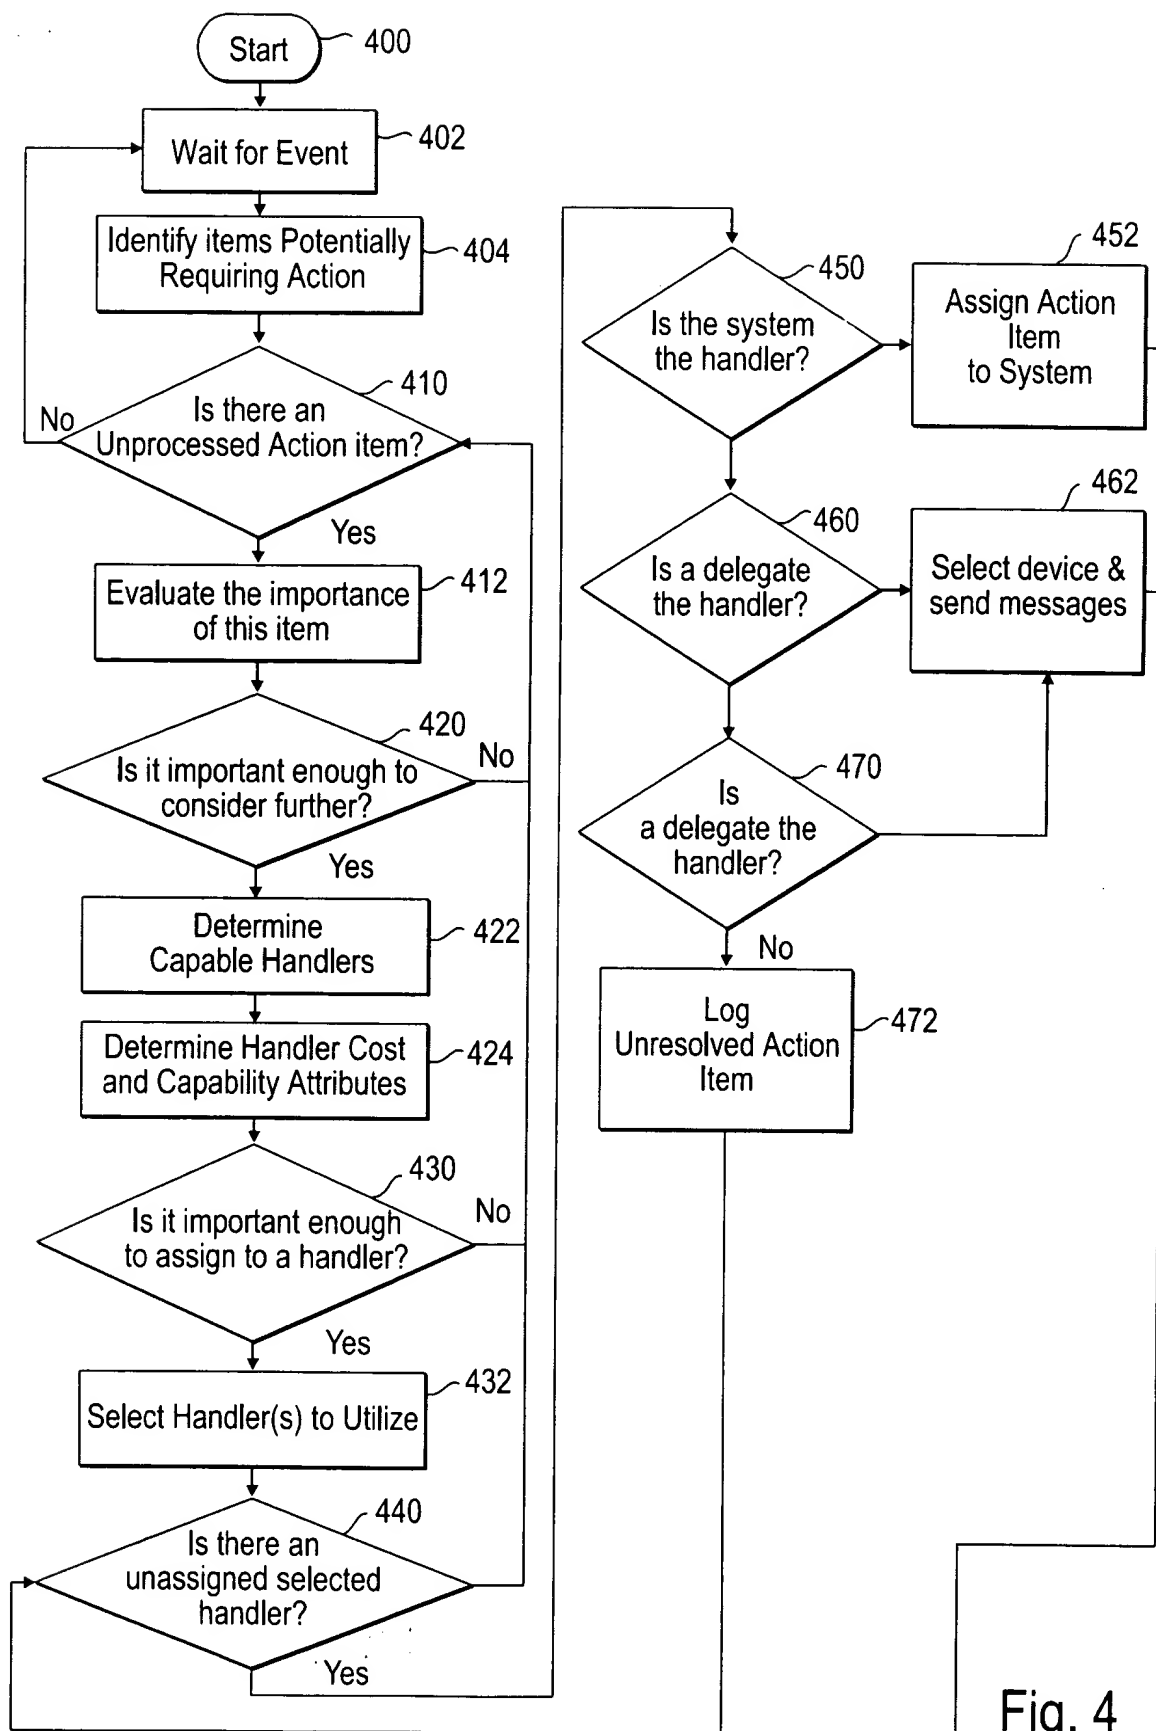 Start
400
Wait for Event
402
Identify items Potentially
Requiring Action
404
410
No
Is there an
Unprocessed Action item?
Yes
Evaluate the importance
of this item
412
420
No
Is it important enough to
consider further?
Yes
Determine
Capable Handlers
422
Determine Handler Cost
and Capability Attributes
424
430
No
Is it important enough
to assign to a handler?
Yes
432
Select Handler(s) to Utilize
440
Is there an
unassigned selected
handler?
Yes
450
Is the system
the handler?
452
Assign Action
Item
to System
460
Is a delegate
the handler?
462
Select device &
send messages
470
Is
a delegate the
handler?
No
Log
Unresolved Action
Item
472
Fig. 4